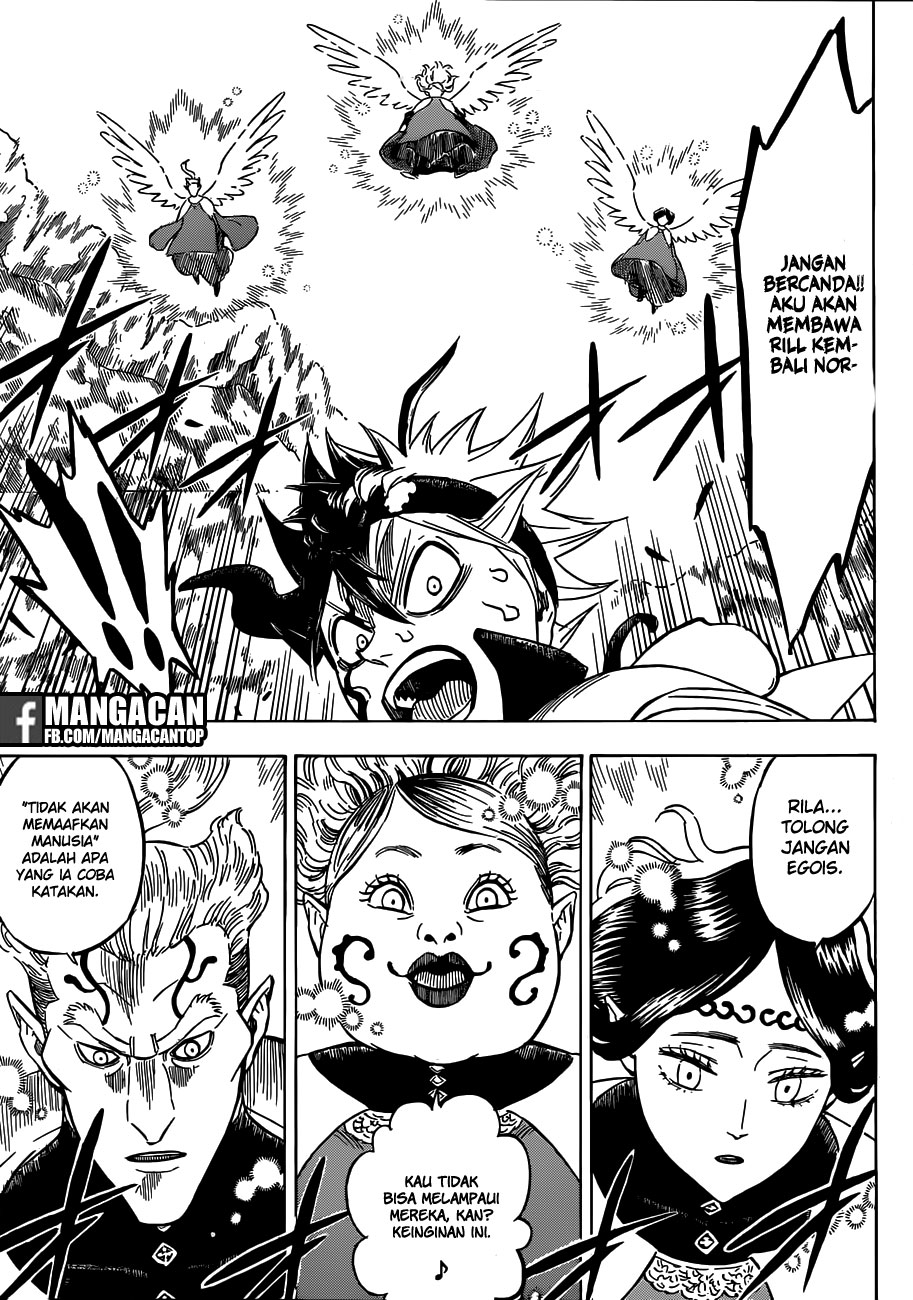 JANGAN
BERCANDA!!
AKU AKAN
MEMBAWA
RILL KEM-
BALI NOR-
!!
f MANGACAN
FB.COM/MANGACANTOP
RILA...
TOLONG
JANGAN
EGOIS.
KAU TIDAK
BISA MELAMPAUI
MEREKA, KAN?
KEINGINAN INI.
♪
"TIDAK AKAN
MEMAAFKAN
MANUSIA"
ADALAH APA
YANG IA COBA
KATAKAN.